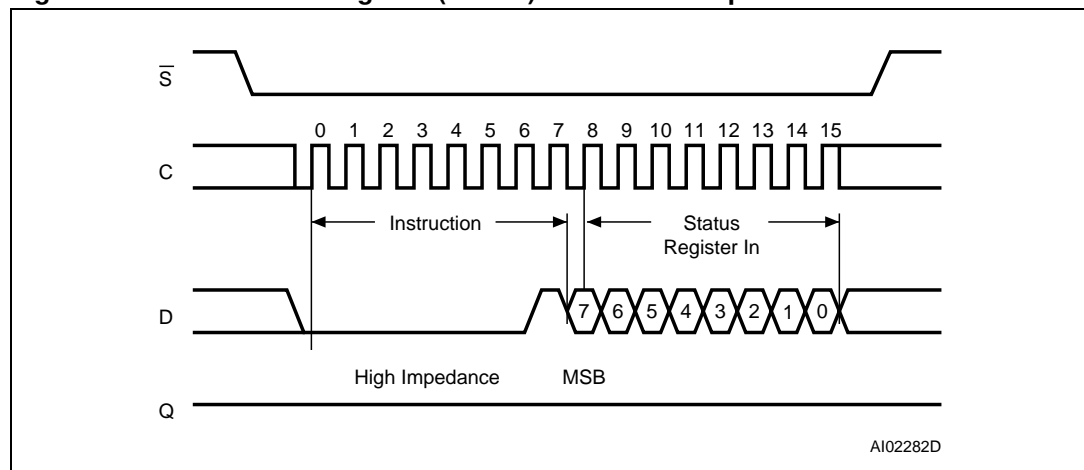 S
0 1 2 3 4 5 6 7 8 9 10 11 12 13 14 15
C
Instruction Status
Register In
D 7 6 5 4 3 2 1 0
High Impedance MSB
Q
AI02282D